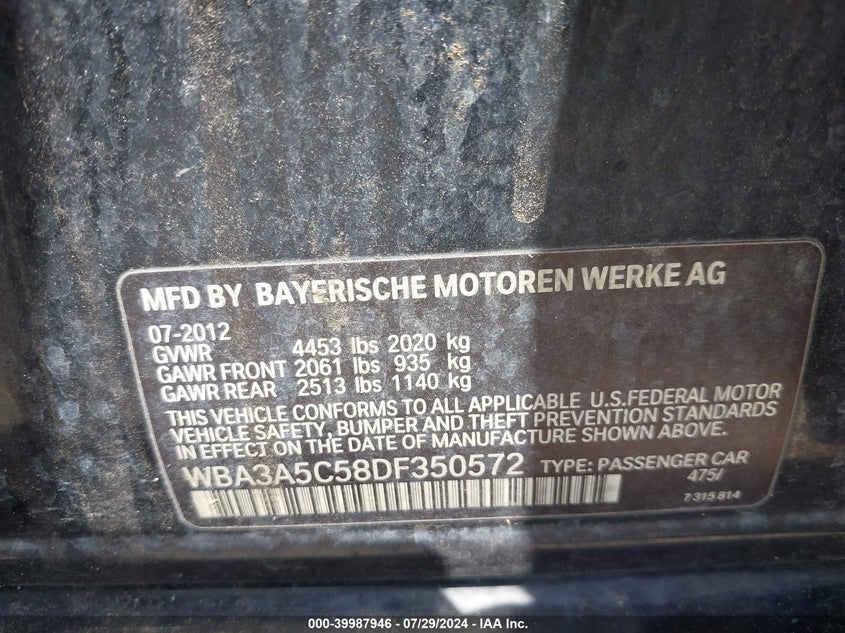 MFD BY BAYERISCHE MOTOREN WERKE AG
07-2012
GVWR 4453 lbs 2020 kg
GAWR FRONT 2061 lbs 935 kg
GAWR REAR 2513 lbs 1140 kg
THIS VEHICLE CONFORMS TO ALL APPLICABLE U.S.FEDERAL MOTOR
VEHICLE SAFETY, BUMPER AND THEFT PREVENTION STANDARDS
IN EFFECT ON THE DATE OF MANUFACTURE SHOWN ABOVE.
WBA3A5C58DF350572 TYPE: PASSENGER CAR
475/
7 315 814
000-39987946 / 07/29/2024 - IAA Inc.